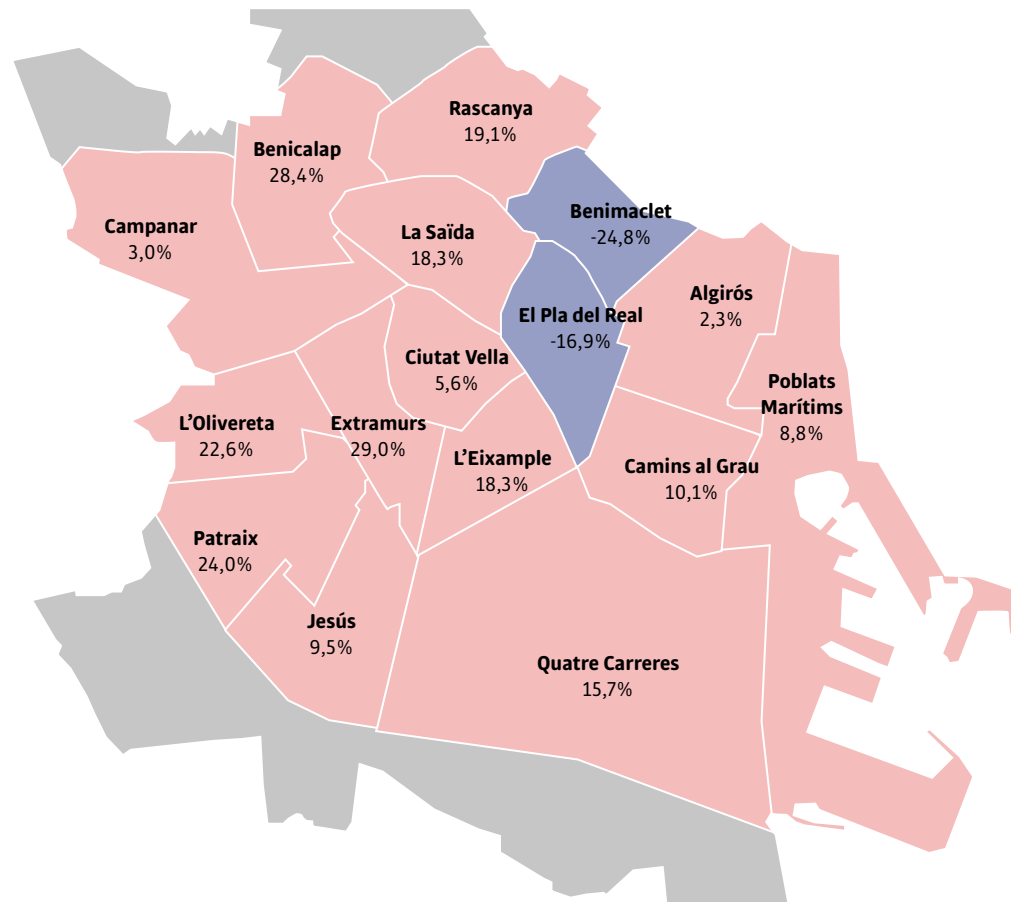 Rascanya
19,1%
Benicalap
28,4%
Benimaclet
-24,8%
Campanar
3,0%
La Saïda
18,3%
Algirós
2,3%
El Pla del Real
-16,9%
Ciutat Vella
5,6%
Poblats
Marítims
8,8%
L’Olivereta
22,6%
Extramurs
29,0%
L’Eixample
18,3%
Camins al Grau
10,1%
Patraix
24,0%
Jesús
9,5%
Quatre Carreres
15,7%